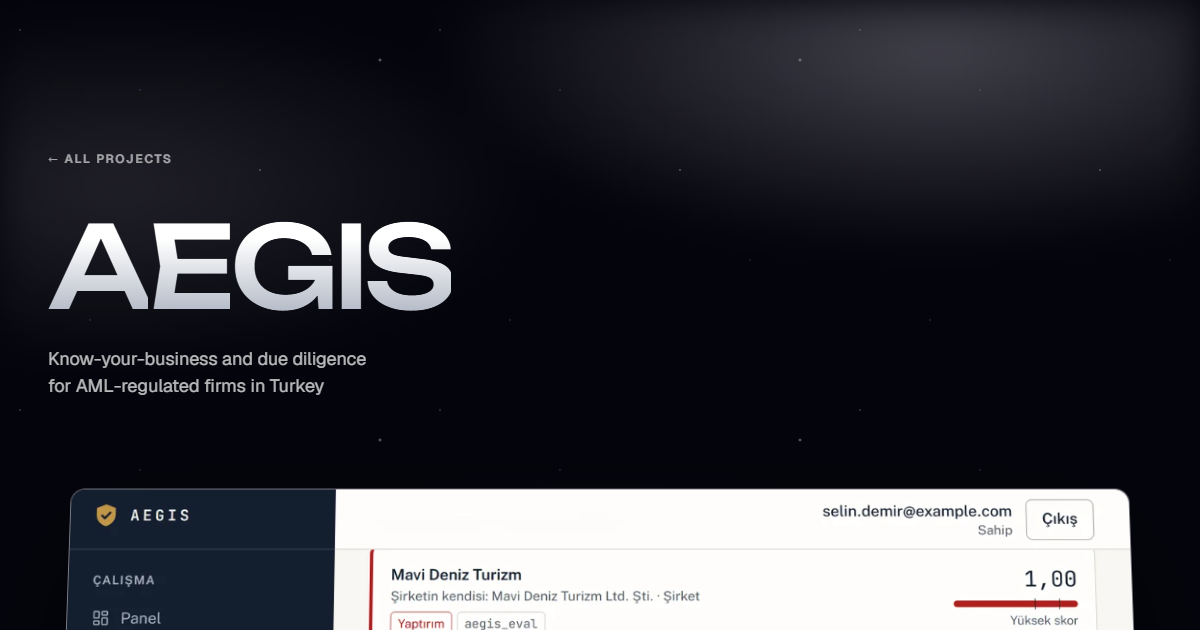 ← ALL PROJECTS
AEGIS
Know-your-business and due diligence
for AML-regulated firms in Turkey
AEGIS
selin.demir@example.com
Sahip
Çıkış
ÇALIŞMA
Panel
Mavi Deniz Turizm
Şirketin kendisi: Mavi Deniz Turizm Ltd. Şti. · Şirket
Yaptırım
aegis_eval
1,00
Yüksek skor